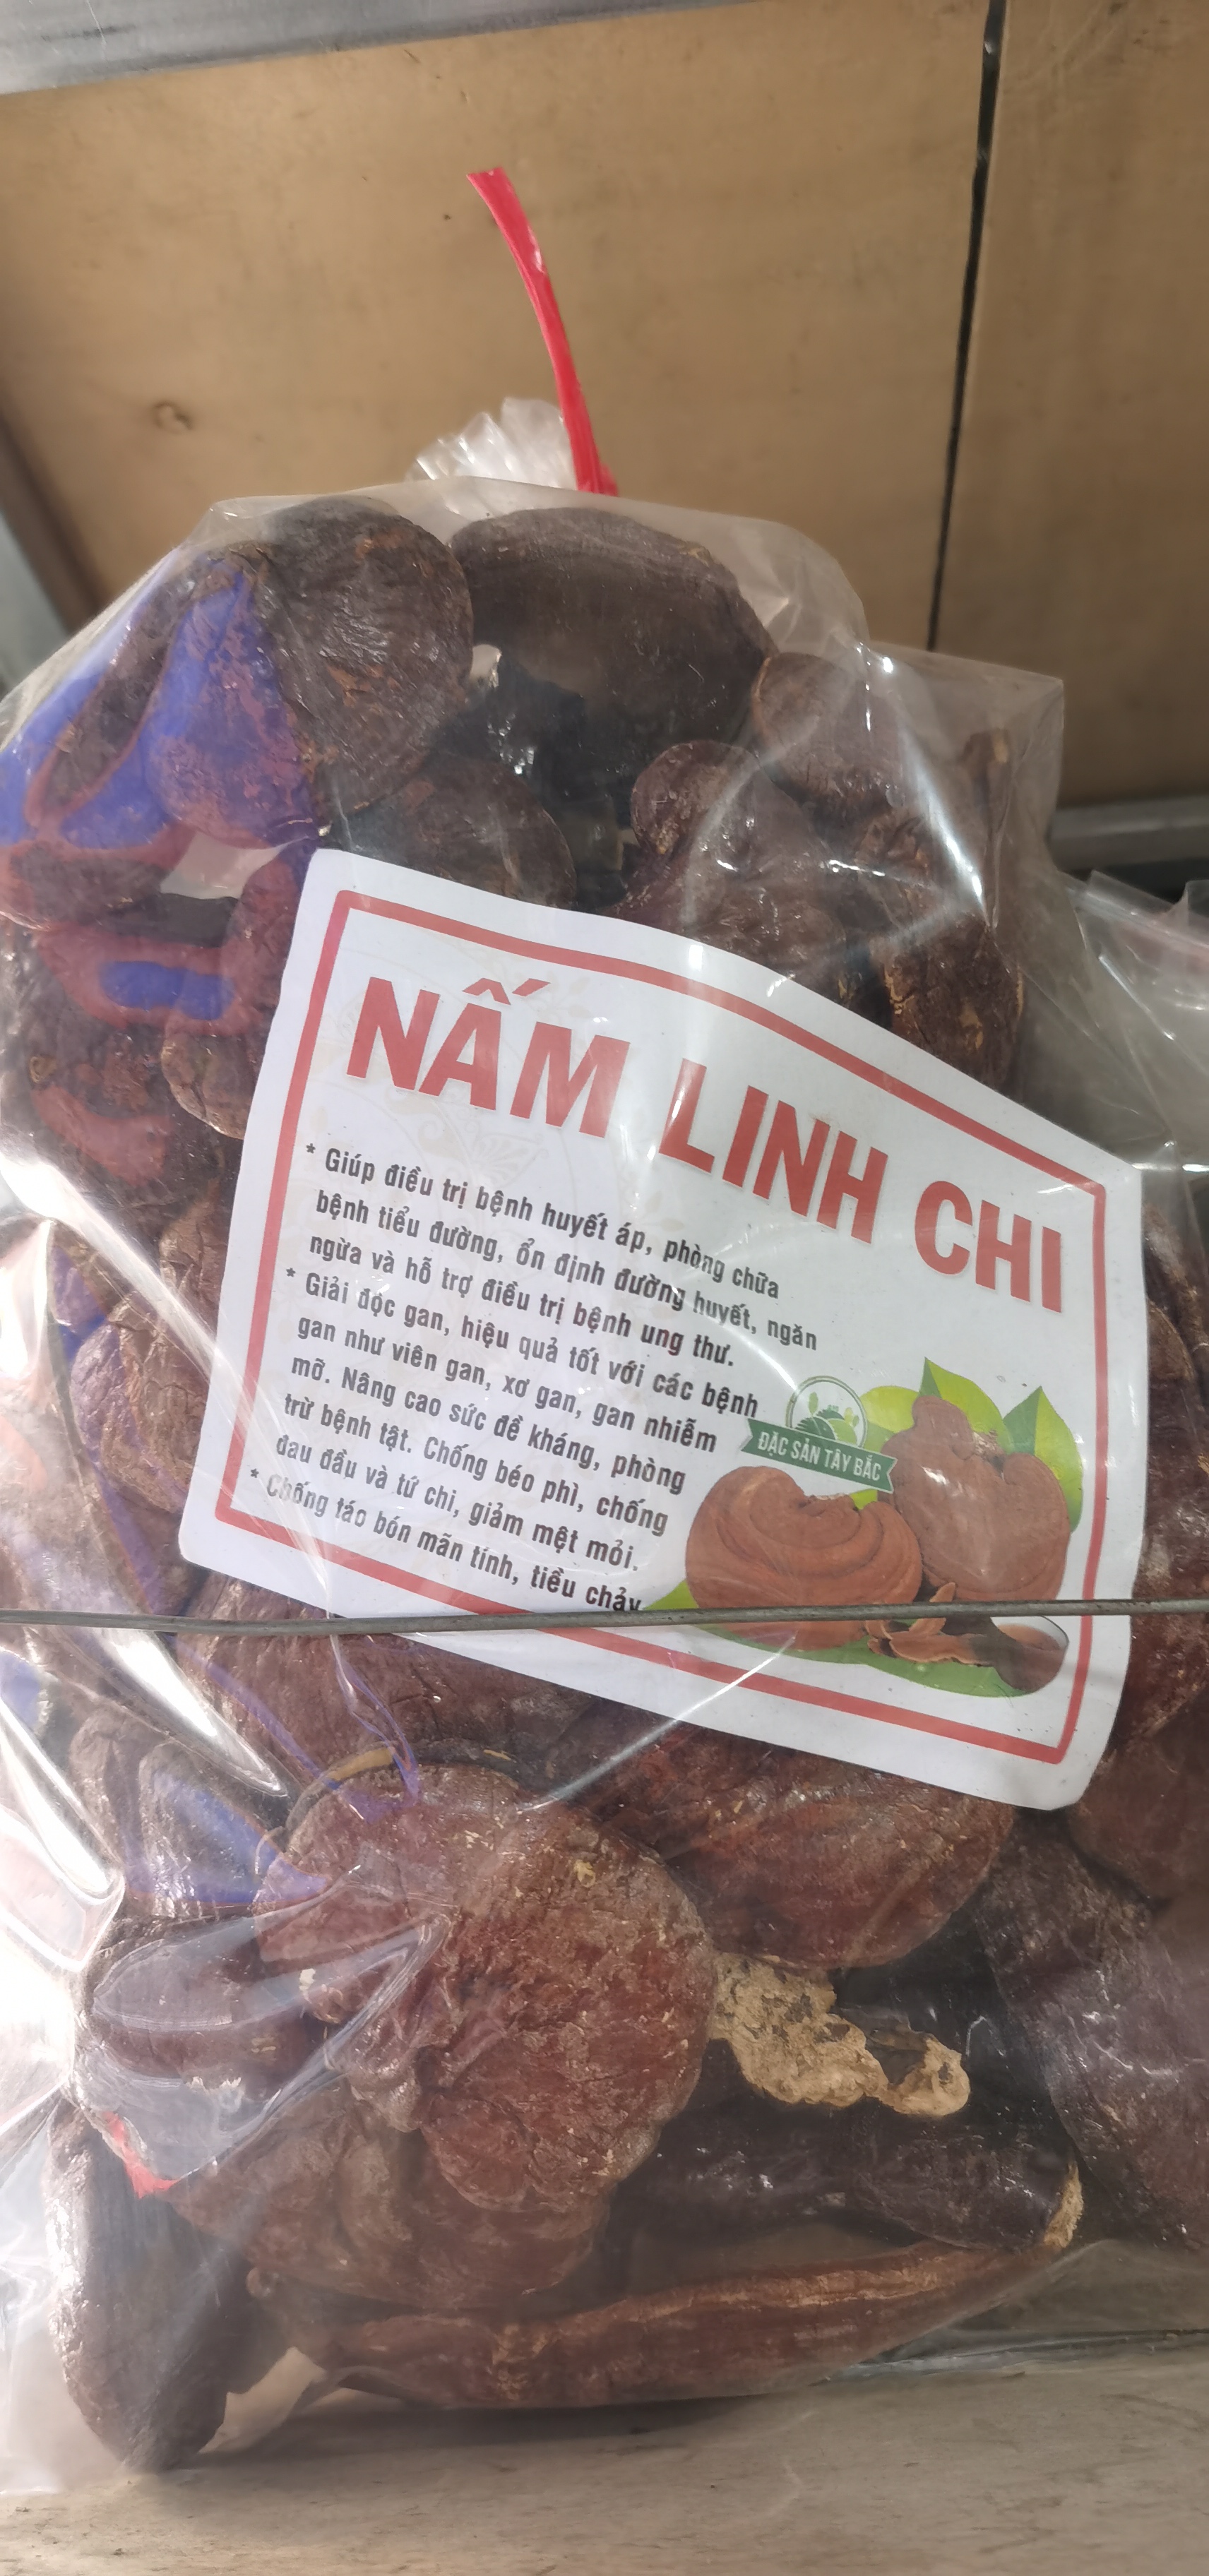 NẤM LINH CHI
* Giúp điều trị bệnh huyết áp, phòng chữa
bệnh tiểu đường, ổn định đường huyết, ngăn
ngừa và hỗ trợ điều trị bệnh ung thư.
* Giải độc gan, hiệu quả tốt với các bệnh
gan như viên gan, xơ gan, gan nhiễm
mỡ. Nâng cao sức đề kháng, phòng
trừ bệnh tật. Chống béo phì, chống
đau đầu và tứ chi, giảm mệt mỏi.
* Chống táo bón mãn tính, tiều chảy
ĐẶC SẢN TÂY BẮC